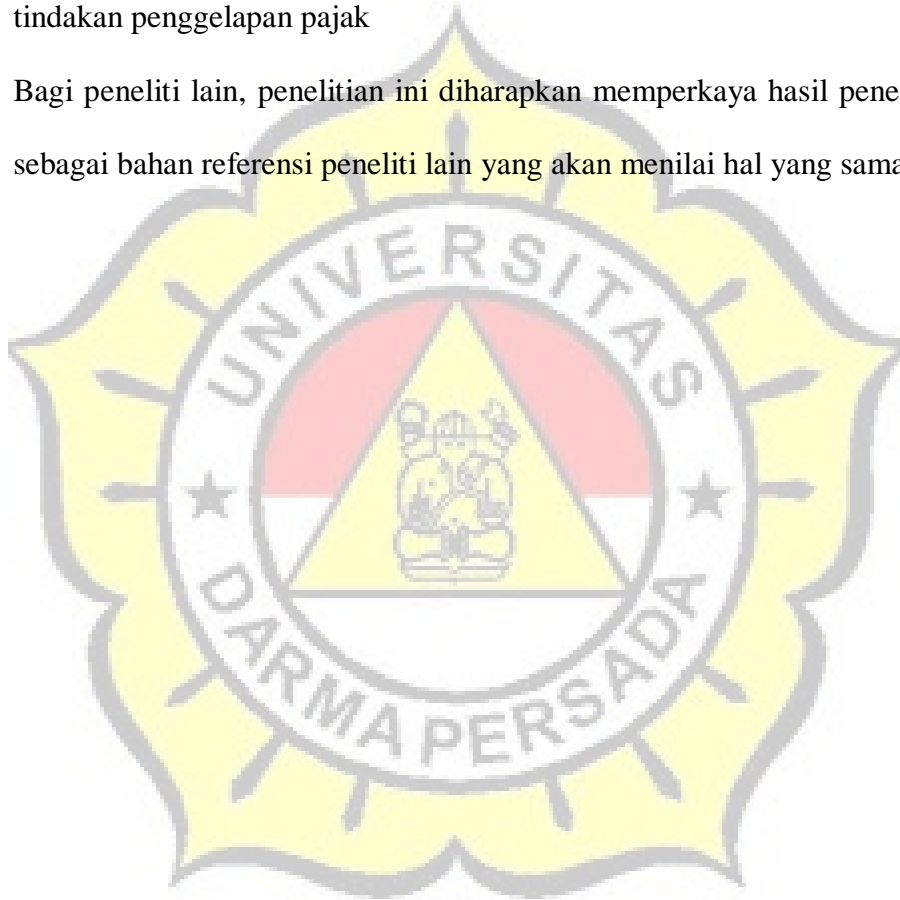 tindakan penggelapan pajak
Bagi peneliti lain, penelitian ini diharapkan memperkaya hasil pene
sebagai bahan referensi peneliti lain yang akan menilai hal yang sama
UNIVERSITAS
DARMA PERSADA